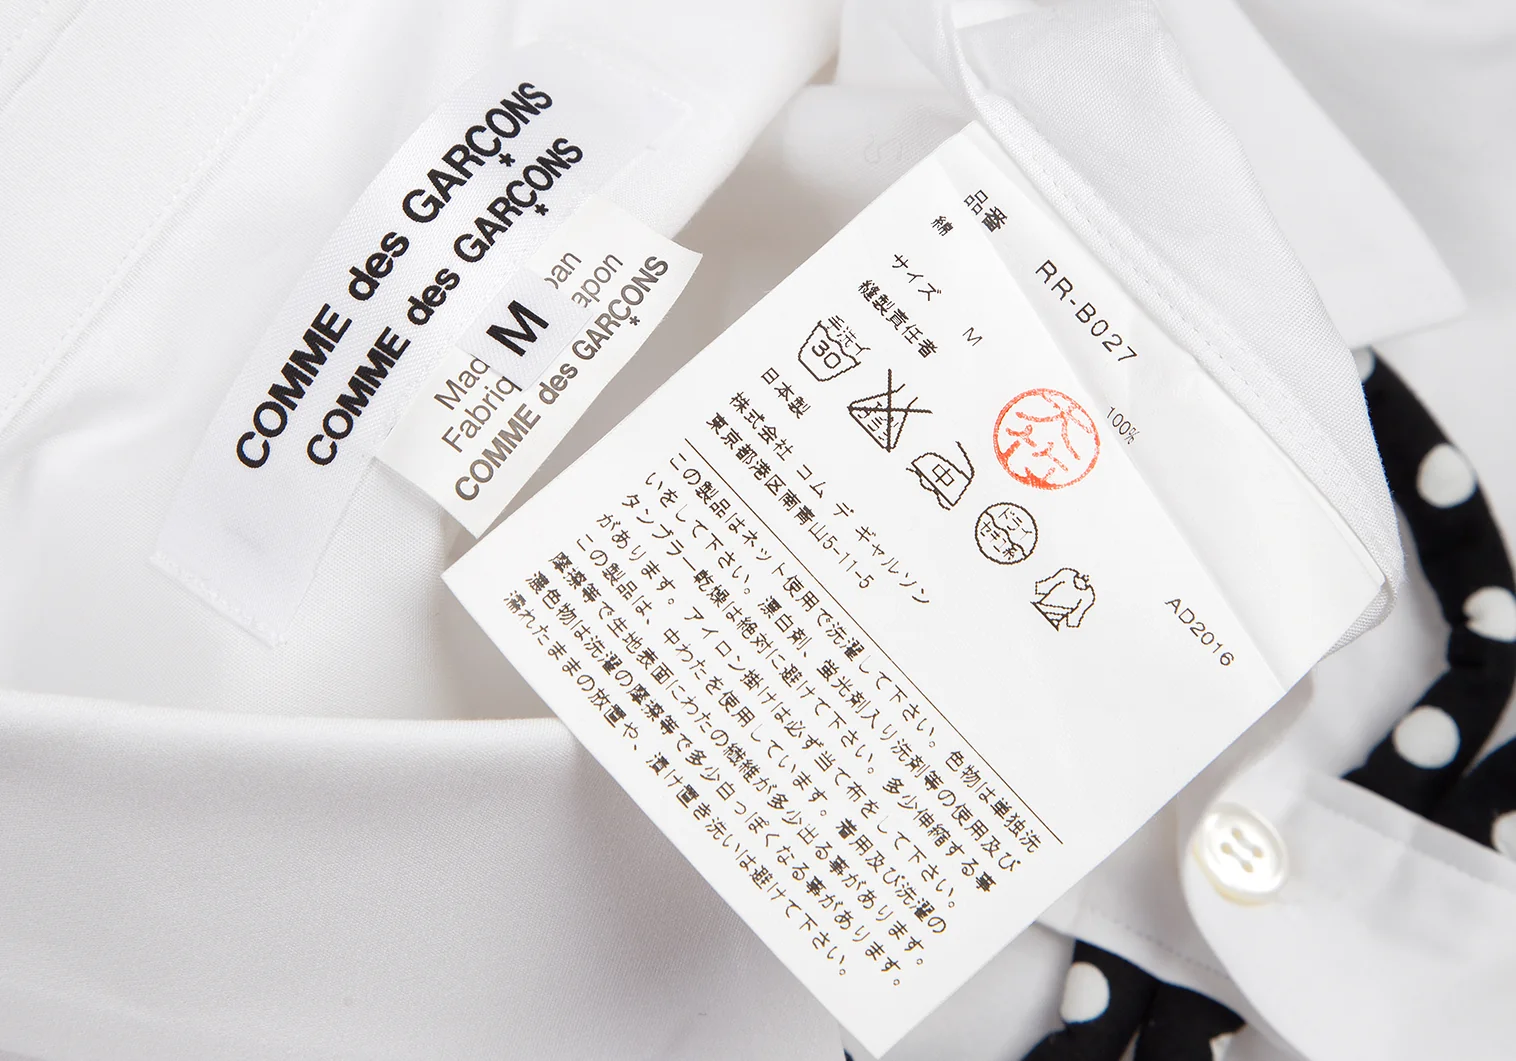 COMME des GARÇONS
COMME des GARÇONS
M
COMME des GARÇONS
品番 RR-B027
綿 100%
サイズ M
縫製責任者
手洗イ
30
中
ドライ
セキユ系
AD2016
日本製
株式会社 コム デ ギャルソン
東京都港区南青山5-11-5
この製品はネット使用で洗濯して下さい。色物は単独洗
いをして下さい。漂白剤、蛍光剤入り洗剤等の使用及び
タンブラー乾燥は絶対に避けて下さい。多少伸縮する事
があります。アイロン掛けは必ず当て布をして下さい。
この製品は、中わたを使用しています。着用及び洗濯の
摩擦等で生地表面にわたの繊維が多少出る事があります。
濃色物は洗濯の摩擦等で多少白っぽくなる事があります。
濡れたままの放置や、漬け置き洗いは避けて下さい。